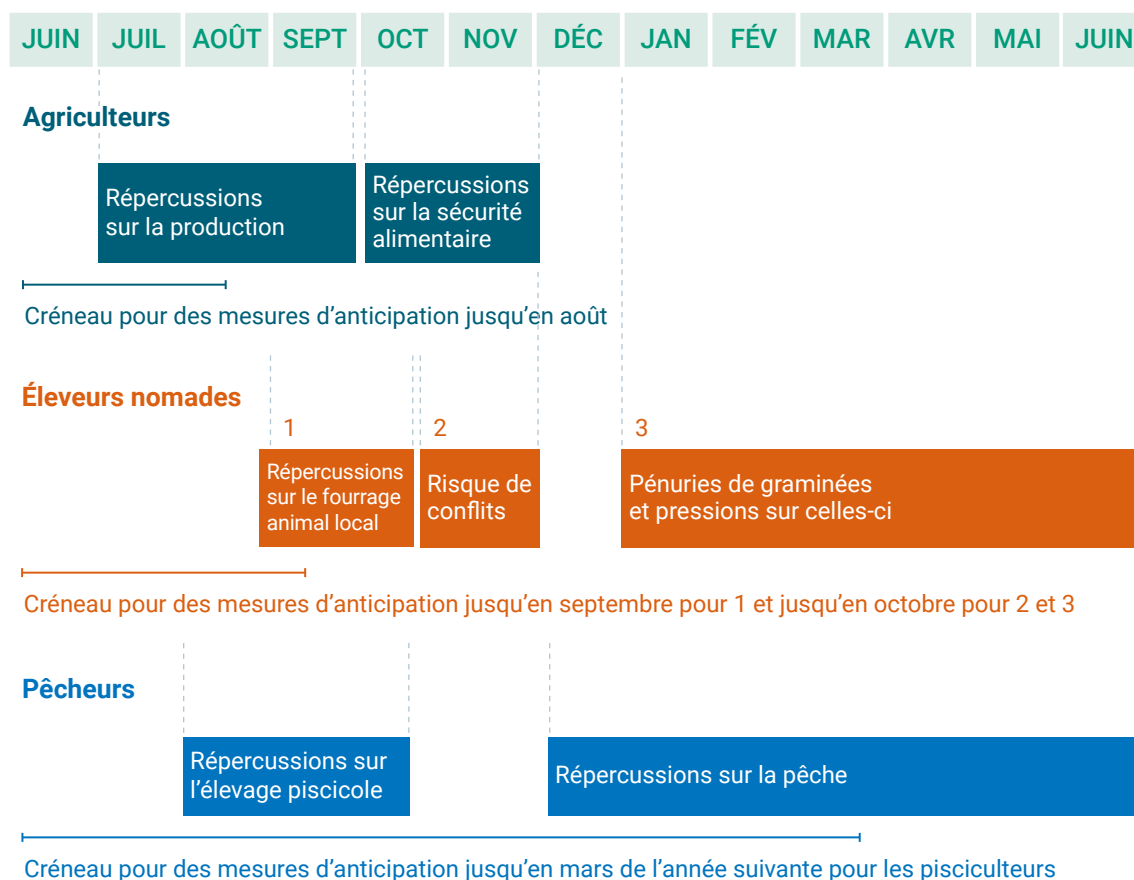 JUIN JUIL AOÛT SEPT OCT NOV DÉC JAN FÉV MAR AVR MAI JUIN
Agriculteurs
Répercussions
sur la production
Répercussions
sur la sécurité
alimentaire
Créneau pour des mesures d’anticipation jusqu’en août
Éleveurs nomades
1
Répercussions
sur le fourrage
animal local
2
Risque de
conflits
3
Pénuries de graminées
et pressions sur celles-ci
Créneau pour des mesures d’anticipation jusqu’en septembre pour 1 et jusqu’en octobre pour 2 et 3
Pêcheurs
Répercussions sur
l’élevage piscicole
Répercussions sur la pêche
Créneau pour des mesures d’anticipation jusqu’en mars de l’année suivante pour les pisciculteurs